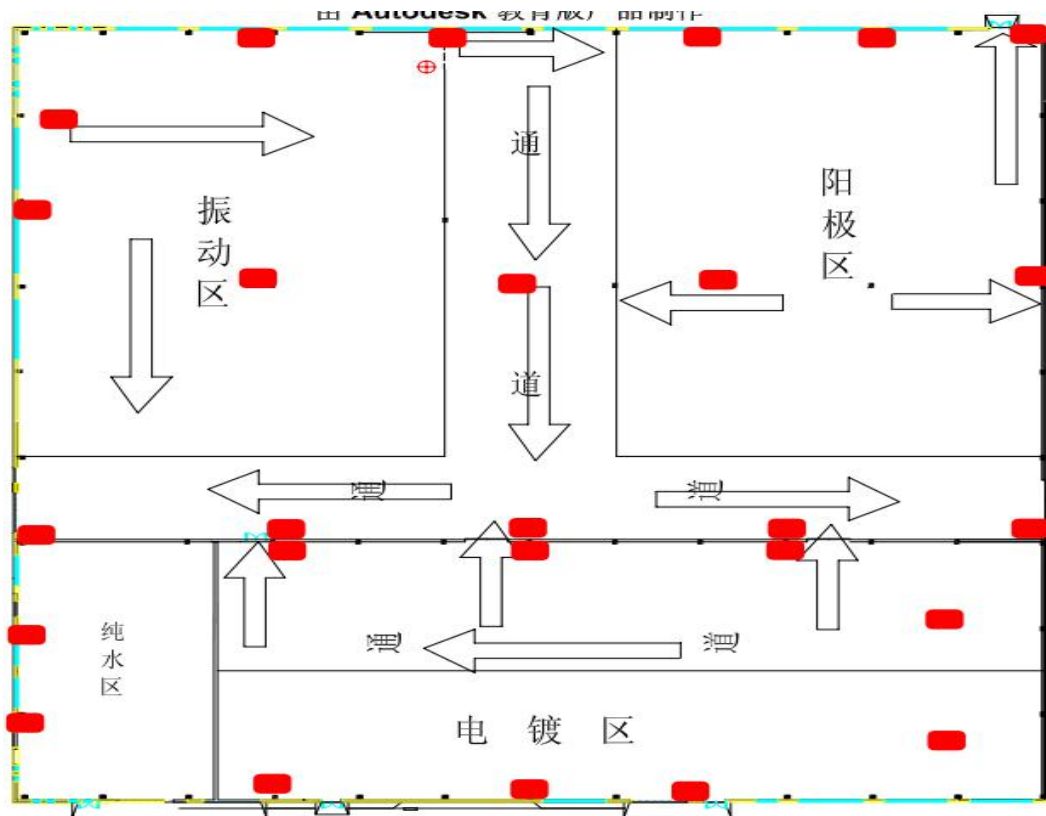 由 Autodesk 教育版产品制作
通
阳极区
振动区
道
通 道
纯水区
通 道
电 镀 区